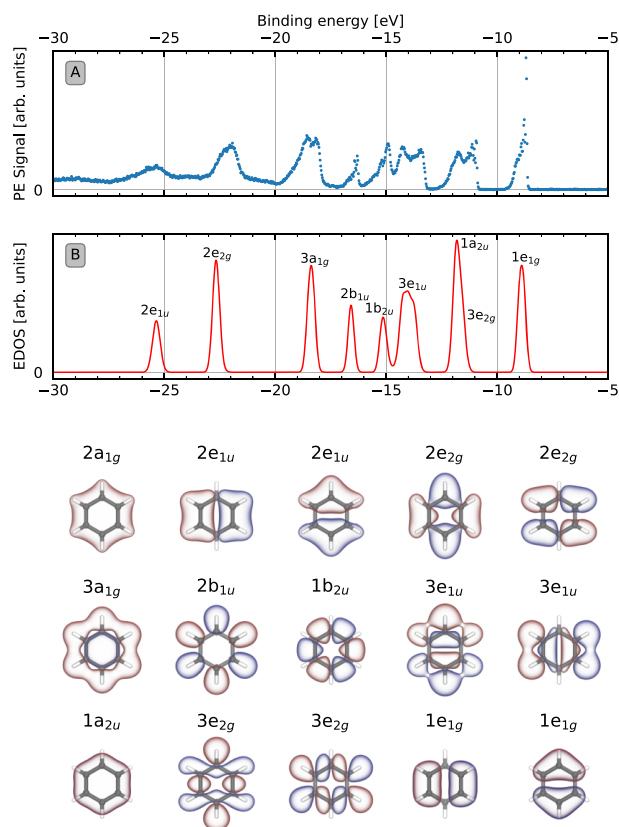 Binding energy [eV]
−30 −25 −20 −15 −10 −5
A
PE Signal [arb. units]
0
B
EDOS [arb. units]
2e₁ᵤ
2e₂g
3a₁g
2b₁ᵤ
1b₂ᵤ
3e₁ᵤ
1a₂ᵤ
3e₂g
1e₁g
0
−30 −25 −20 −15 −10 −5
2a₁g 2e₁ᵤ 2e₁ᵤ 2e₂g 2e₂g
3a₁g 2b₁ᵤ 1b₂ᵤ 3e₁ᵤ 3e₁ᵤ
1a₂ᵤ 3e₂g 3e₂g 1e₁g 1e₁g